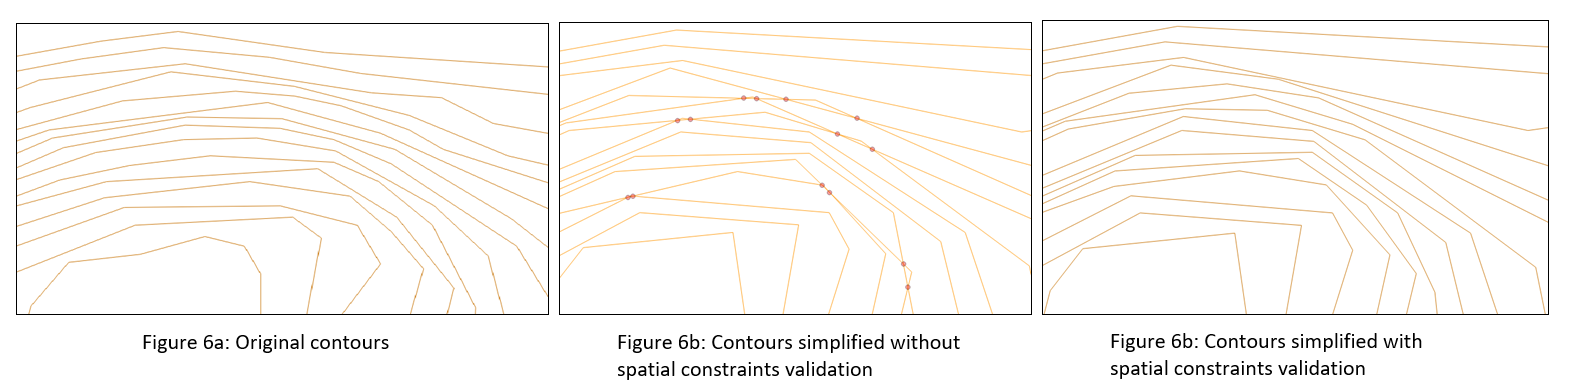 Figure 6a: Original contours
Figure 6b: Contours simplified without
spatial constraints validation
Figure 6b: Contours simplified with
spatial constraints validation